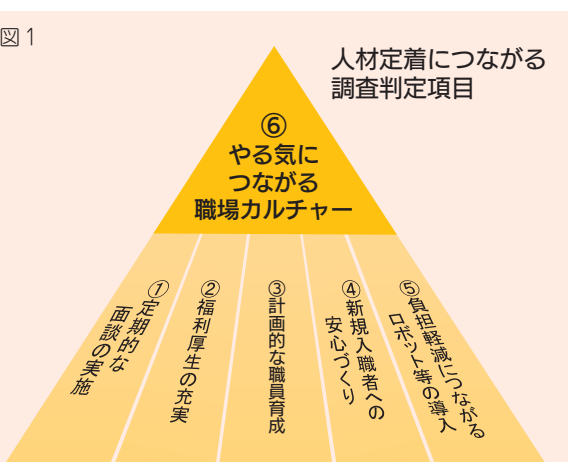 図1
人材定着につながる
調査判定項目
⑥
やる気に
つながる
職場カルチャー
①定期的な
面談の実施
②福利厚生の充実
③計画的な職員育成
④新規入職者への
安心づくり
⑤負担軽減につながる
ロボット等の導入